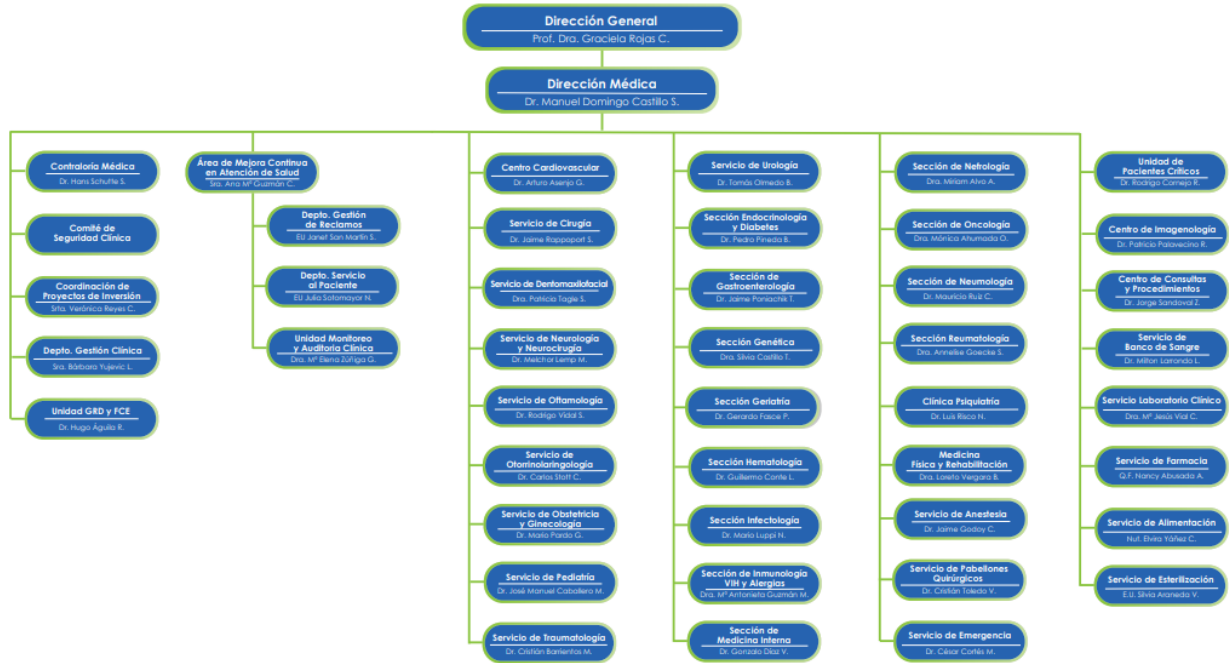 Dirección General
Prof. Dra. Graciela Rojas C.
Dirección Médica
Dr. Manuel Domingo Castillo S.
Contraloría Médica
Dr. Hans Schutte S.
Comité de
Seguridad Clínica
Coordinación de
Proyectos de Inversión
Srta. Verónica Reyes C.
Depto. Gestión Clínica
Sra. Bárbara Yujevic L.
Unidad GRD y FCE
Dr. Hugo Águila R.
Área de Mejora Continua
en Atención de Salud
Sra. Ana Mª Guzmán C.
Depto. Gestión
de Reclamos
EU Janet San Martín S.
Depto. Servicio
al Paciente
EU Julia Sotomayor N.
Unidad Monitoreo
y Auditoria Clínica
Dra. Mª Elena Zúñiga G.
Centro Cardiovascular
Dr. Arturo Asenjo G.
Servicio de Cirugía
Dr. Jaime Rappaport S.
Servicio de Dentomaxilofacial
Dra. Patricia Tagle S.
Servicio de Neurología
y Neurocirugía
Dr. Melchor Lemp M.
Servicio de Oftamología
Dr. Rodrigo Vidal S.
Servicio de
Otorrinolaringología
Dr. Carlos Stott C.
Servicio de Obstetricia
y Ginecología
Dr. Mario Pardo G.
Servicio de Pediatría
Dr. José Manuel Caballero M.
Servicio de Traumatología
Dr. Cristián Barrientos M.
Servicio de Urología
Dr. Tomás Olmedo B.
Sección Endocrinología
y Diabetes
Dr. Pedro Pineda B.
Sección de
Gastroenterología
Dr. Jaime Poniachik T.
Sección Genética
Dra. Silvia Castillo T.
Sección Geriatría
Dr. Gerardo Fasce P.
Sección Hematología
Dr. Guillermo Conte L.
Sección Infectología
Dr. Mario Luppi N.
Sección de Inmunología
VIH y Alergias
Dra. Mª Antonieta Guzmán M.
Sección de
Medicina Interna
Dr. Gonzalo Díaz V.
Sección de Nefrología
Dra. Miriam Alvo A.
Sección de Oncología
Dra. Mónica Ahumada O.
Sección de Neumología
Dr. Mauricio Ruiz C.
Sección Reumatología
Dra. Annelise Goecke S.
Clínica Psiquiatría
Dr. Luis Risco N.
Medicina
Física y Rehabilitación
Dra. Loreto Vergara B.
Servicio de Anestesia
Dr. Jaime Godoy C.
Servicio de Pabellones
Quirúrgicos
Dr. Cristián Toledo V.
Servicio de Emergencia
Dr. César Cortés M.
Unidad de
Pacientes Críticos
Dr. Rodrigo Cornejo R.
Centro de Imagenología
Dr. Patricio Palavecino R.
Centro de Consultas
y Procedimientos
Dr. Jorge Sandoval Z.
Servicio de
Banco de Sangre
Dr. Milton Larrondo L.
Servicio Laboratorio Clínico
Dra. Mª Jesús Vial C.
Servicio de Farmacia
Q.F. Nancy Abusada A.
Servicio de Alimentación
Nut. Elvira Yáñez C.
Servicio de Esterilización
E.U. Silvia Araneda V.